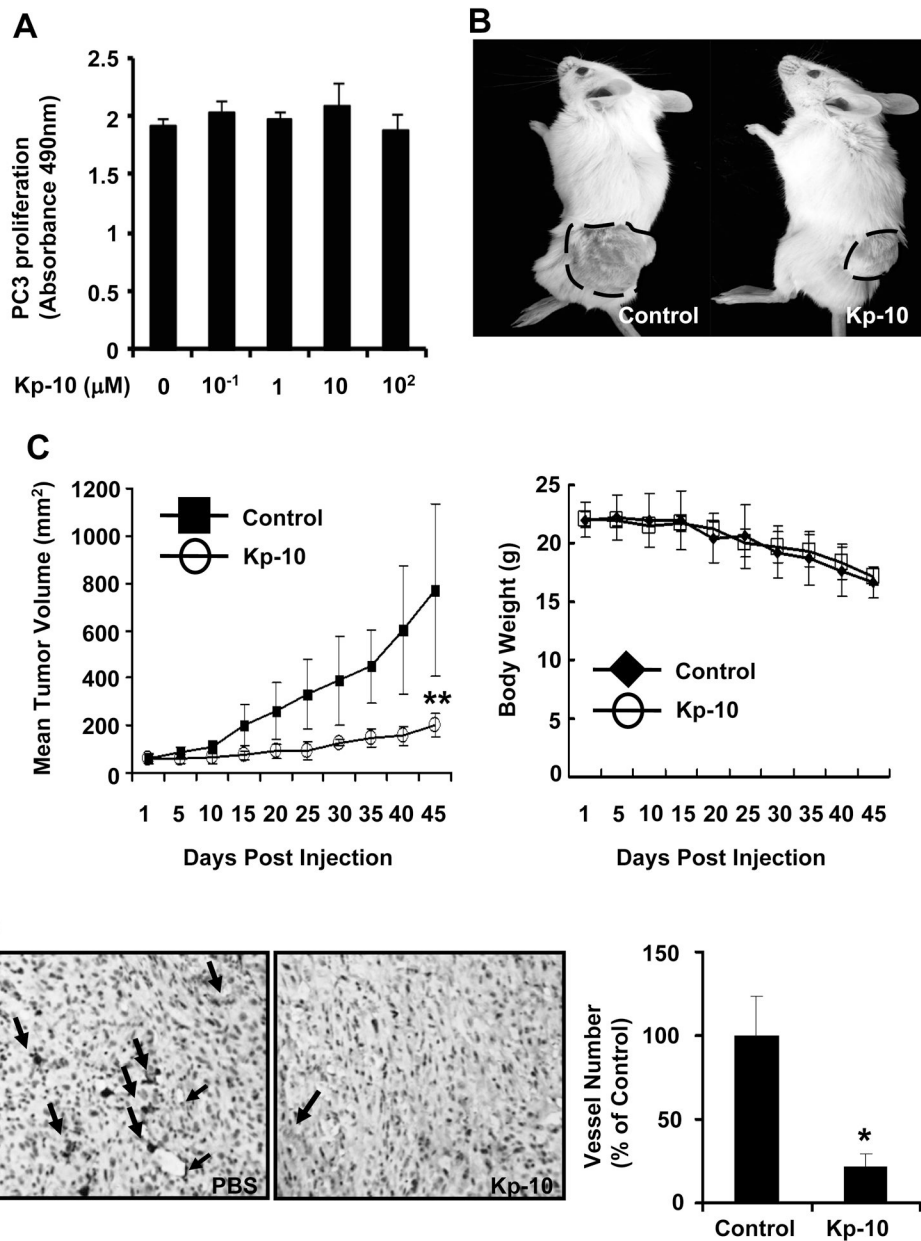 A
PC3 proliferation
(Absorbance 490nm)
2.5
2
1.5
1
0.5
0
Kp-10 (μM) 0 10⁻¹ 1 10 10²
B
Control
Kp-10
C
Mean Tumor Volume (mm²)
1200
1000
800
600
400
200
0
Control
Kp-10
**
1 5 10 15 20 25 30 35 40 45
Days Post Injection
Body Weight (g)
25
20
15
10
5
0
Control
Kp-10
1 5 10 15 20 25 30 35 40 45
Days Post Injection
PBS
Kp-10
Vessel Number
(% of Control)
150
100
50
0
*
Control Kp-10